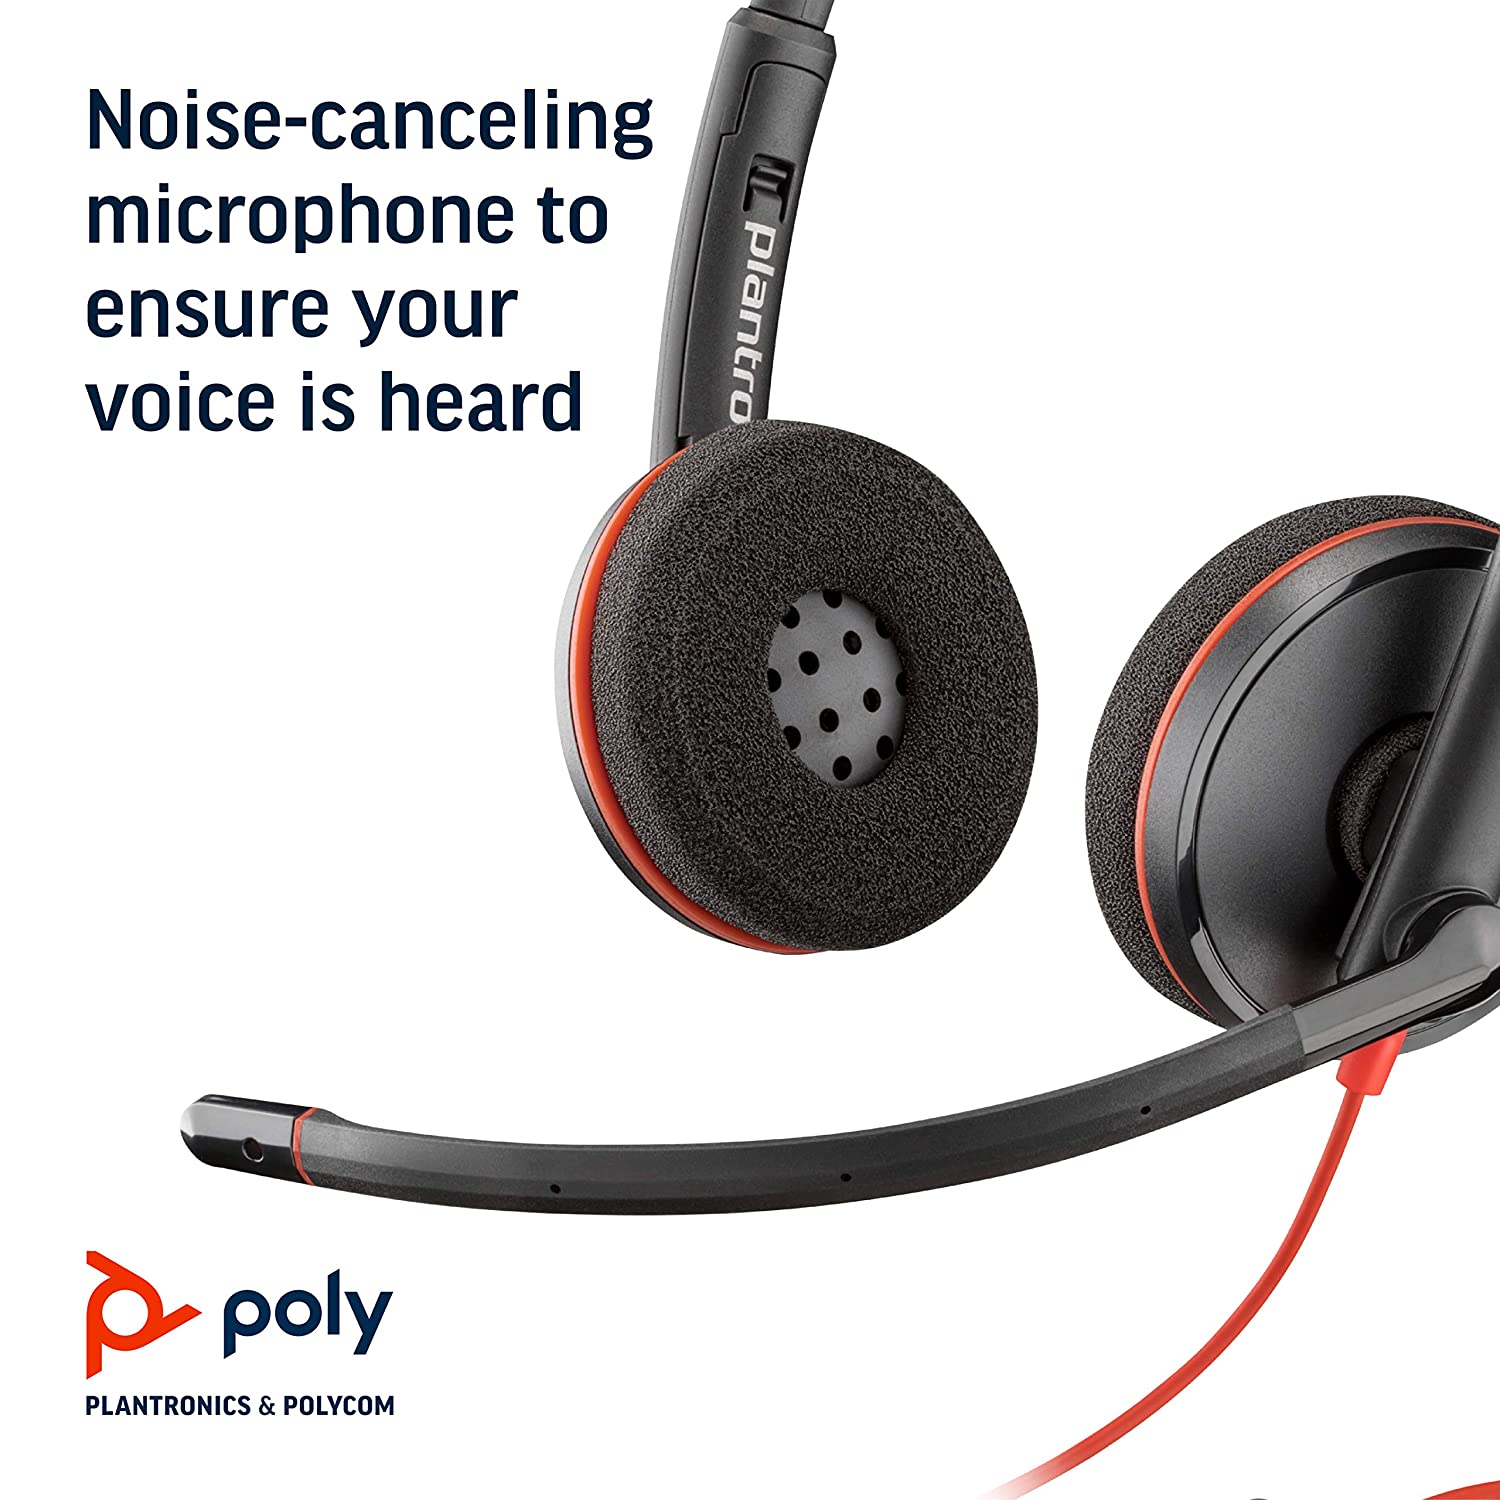 Noise-canceling
microphone to
ensure your
voice is heard
plantro
poly
PLANTRONICS & POLYCOM